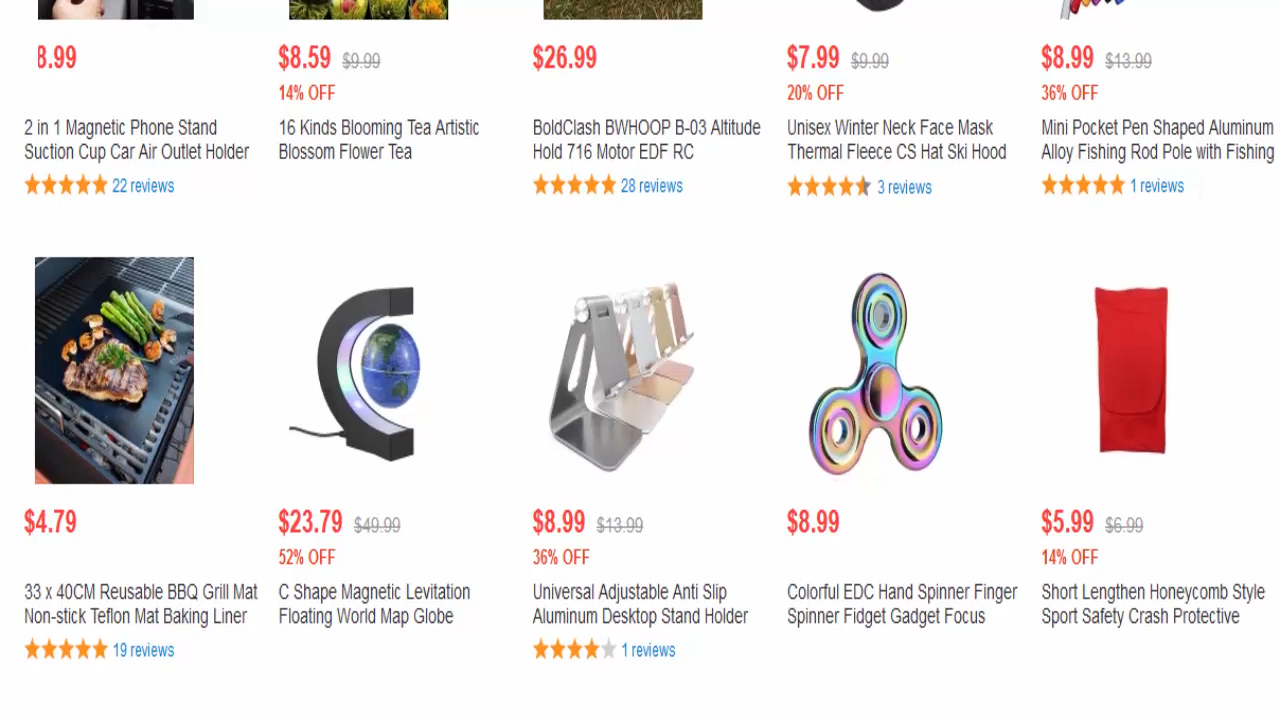 8.99 $8.59 $9.99 $26.99 $7.99 $9.99 $8.99 $13.99
14% OFF 20% OFF 36% OFF
2 in 1 Magnetic Phone Stand 16 Kinds Blooming Tea Artistic BoldClash BWHOOP B-03 Altitude Unisex Winter Neck Face Mask Mini Pocket Pen Shaped Aluminum
Suction Cup Car Air Outlet Holder Blossom Flower Tea Hold 716 Motor EDF RC Thermal Fleece CS Hat Ski Hood Alloy Fishing Rod Pole with Fishing
22 reviews 28 reviews 3 reviews 1 reviews
$4.79 $23.79 $49.99 $8.99 $13.99 $8.99 $5.99 $6.99
52% OFF 36% OFF 14% OFF
33 x 40CM Reusable BBQ Grill Mat C Shape Magnetic Levitation Universal Adjustable Anti Slip Colorful EDC Hand Spinner Finger Short Lengthen Honeycomb Style
Non-stick Teflon Mat Baking Liner Floating World Map Globe Aluminum Desktop Stand Holder Spinner Fidget Gadget Focus Sport Safety Crash Protective
19 reviews 1 reviews